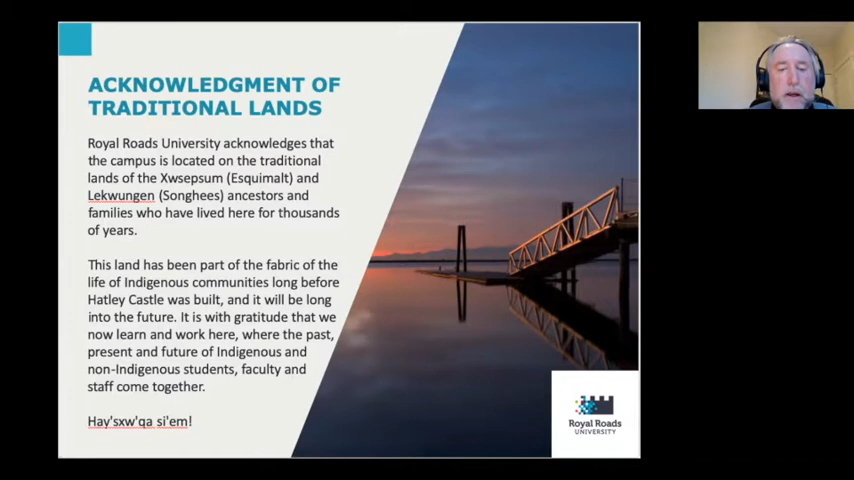 ACKNOWLEDGMENT OF
TRADITIONAL LANDS
Royal Roads University acknowledges that
the campus is located on the traditional
lands of the Xwsepsum (Esquimalt) and
Lekwungen (Songhees) ancestors and
families who have lived here for thousands
of years.
This land has been part of the fabric of the
life of Indigenous communities long before
Hatley Castle was built, and it will be long
into the future. It is with gratitude that we
now learn and work here, where the past,
present and future of Indigenous and
non-Indigenous students, faculty and
staff come together.
Hay'sxw'qa si'em!
Royal Roads
UNIVERSITY